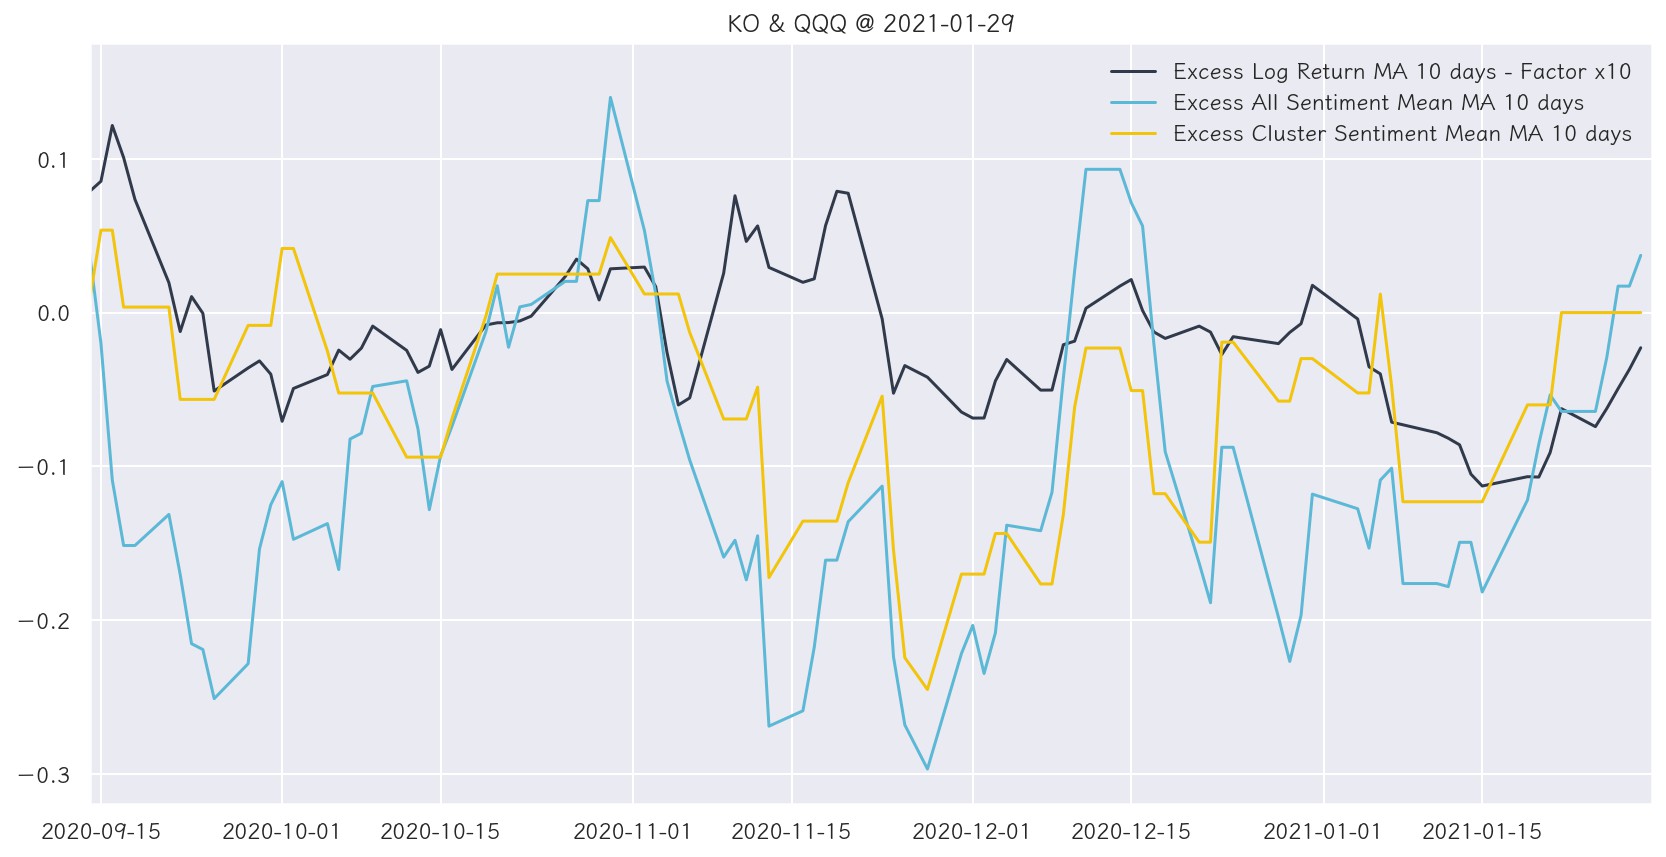 KO & QQQ @ 2021-01-29
Excess Log Return MA 10 days - Factor x10
Excess All Sentiment Mean MA 10 days
Excess Cluster Sentiment Mean MA 10 days
0.1
0.0
−0.1
−0.2
−0.3
2020-09-15 2020-10-01 2020-10-15 2020-11-01 2020-11-15 2020-12-01 2020-12-15 2021-01-01 2021-01-15